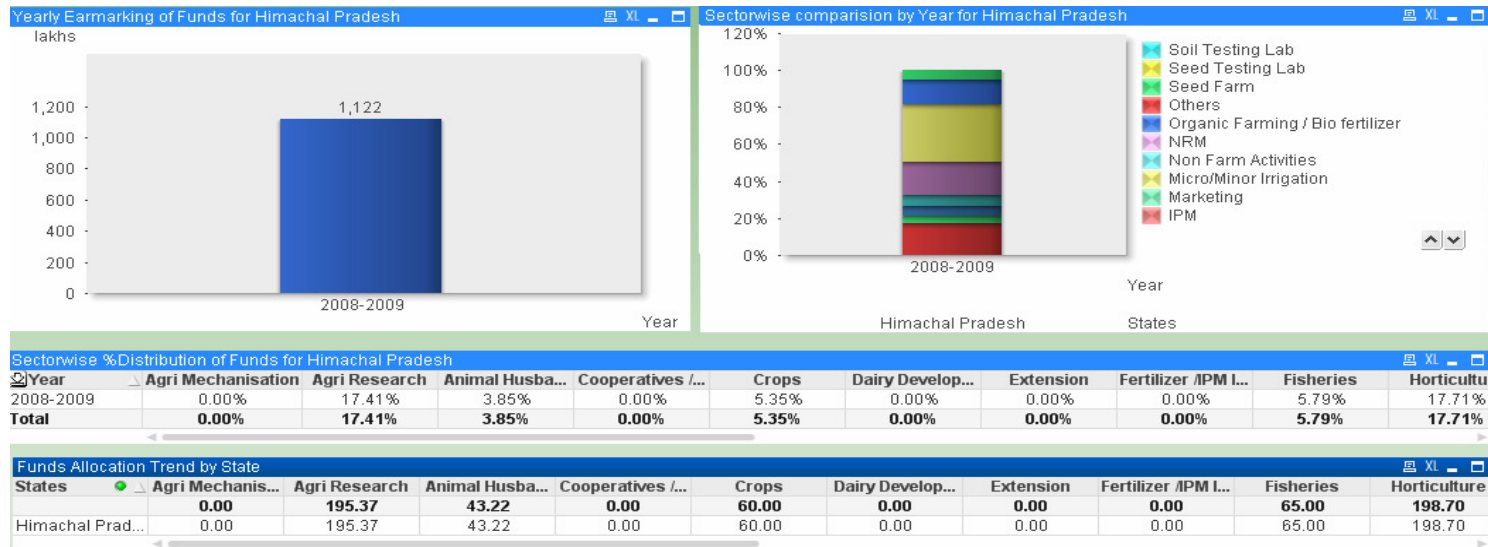 Yearly Earmarking of Funds for Himachal Pradesh XL
lakhs
1,200
1,000
800
600
400
200
0
1,122
2008-2009
Year
Sectorwise comparision by Year for Himachal Pradesh XL
120%
100%
80%
60%
40%
20%
0%
2008-2009
Year
Himachal Pradesh States
Soil Testing Lab
Seed Testing Lab
Seed Farm
Others
Organic Farming / Bio fertilizer
NRM
Non Farm Activities
Micro/Minor Irrigation
Marketing
IPM
Sectorwise %Distribution of Funds for Himachal Pradesh XL
Year Agri Mechanisation Agri Research Animal Husba... Cooperatives /... Crops Dairy Develop... Extension Fertilizer /IPM I... Fisheries Horticultu
2008-2009 0.00% 17.41% 3.85% 0.00% 5.35% 0.00% 0.00% 0.00% 5.79% 17.71%
Total 0.00% 17.41% 3.85% 0.00% 5.35% 0.00% 0.00% 0.00% 5.79% 17.71%
Funds Allocation Trend by State XL
States Agri Mechanis... Agri Research Animal Husba... Cooperatives /... Crops Dairy Develop... Extension Fertilizer /IPM I... Fisheries Horticulture
0.00 195.37 43.22 0.00 60.00 0.00 0.00 0.00 65.00 198.70
Himachal Prad... 0.00 195.37 43.22 0.00 60.00 0.00 0.00 0.00 65.00 198.70